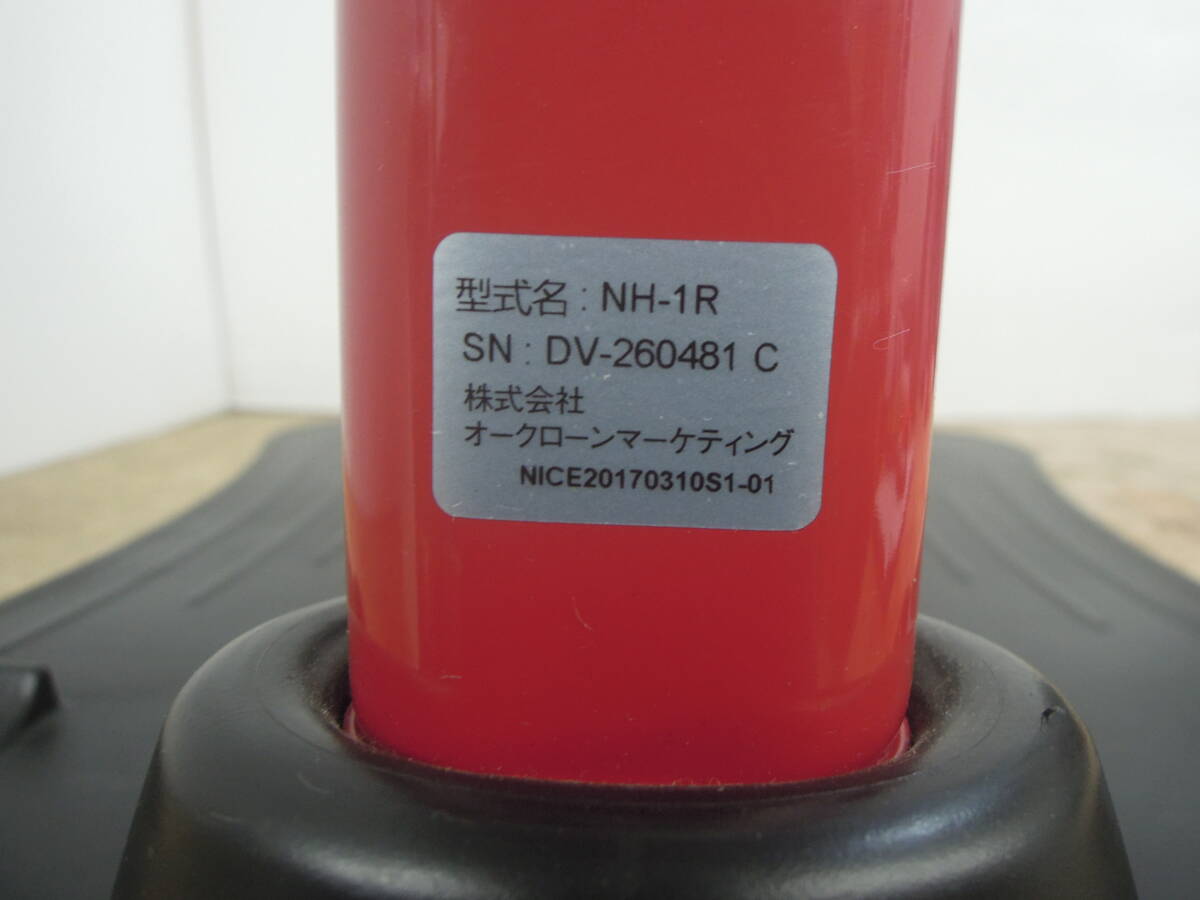 型式名 : NH-1R
SN : DV-260481 C
株式会社
オークローンマーケティング
NICE20170310S1-01